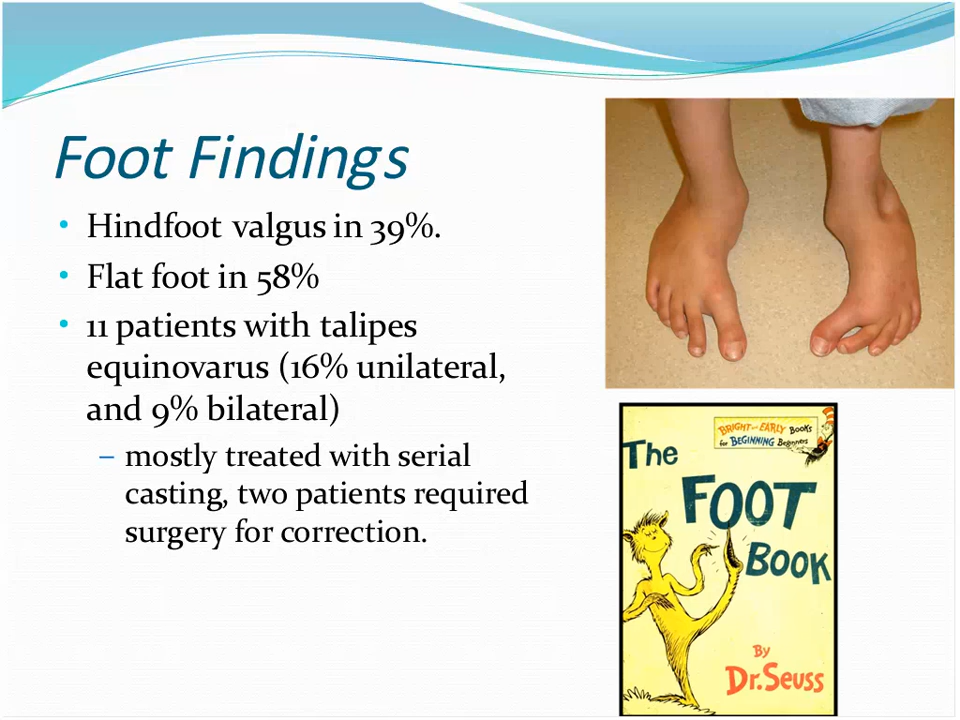 Foot Findings
• Hindfoot valgus in 39%.
• Flat foot in 58%
• 11 patients with talipes
equinovarus (16% unilateral,
and 9% bilateral)
– mostly treated with serial
casting, two patients required
surgery for correction.
BRIGHT and EARLY BOOKS
for BEGINNING Beginners
The
FOOT
BOOK
By
Dr. Seuss